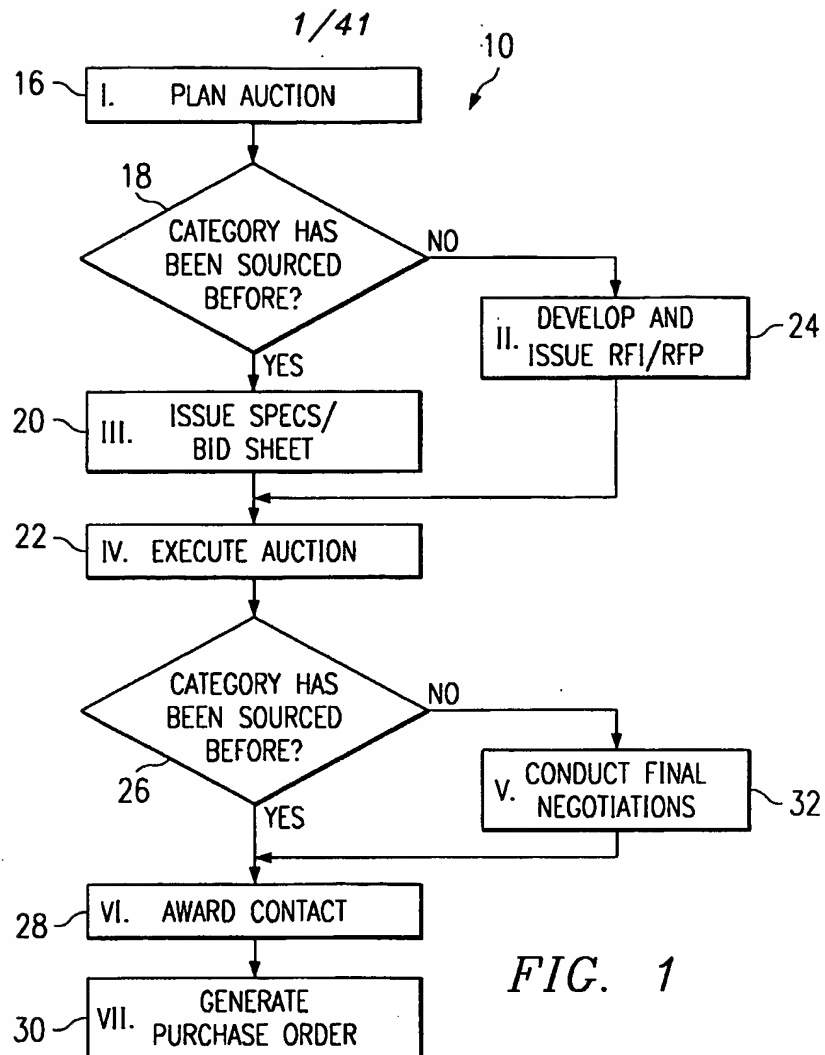 1/41
10
16
I. PLAN AUCTION
18
CATEGORY HAS
BEEN SOURCED
BEFORE?
NO
II. DEVELOP AND
ISSUE RFI/RFP
24
YES
20
III. ISSUE SPECS/
BID SHEET
22
IV. EXECUTE AUCTION
CATEGORY HAS
BEEN SOURCED
BEFORE?
NO
26
V. CONDUCT FINAL
NEGOTIATIONS
32
YES
28
VI. AWARD CONTACT
30
VII. GENERATE
PURCHASE ORDER
FIG. 1